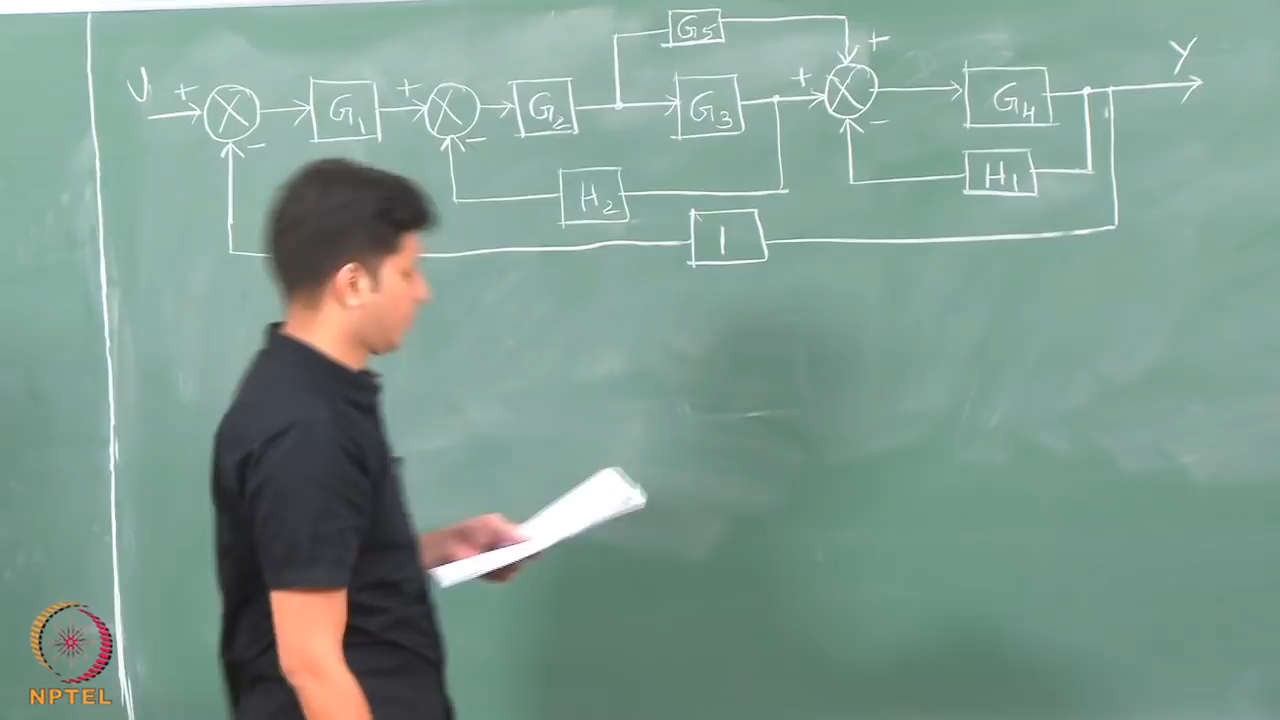 G5
+
U + - G1 + - G2 G3 + - G4 Y
H2 H1
1
NPTEL